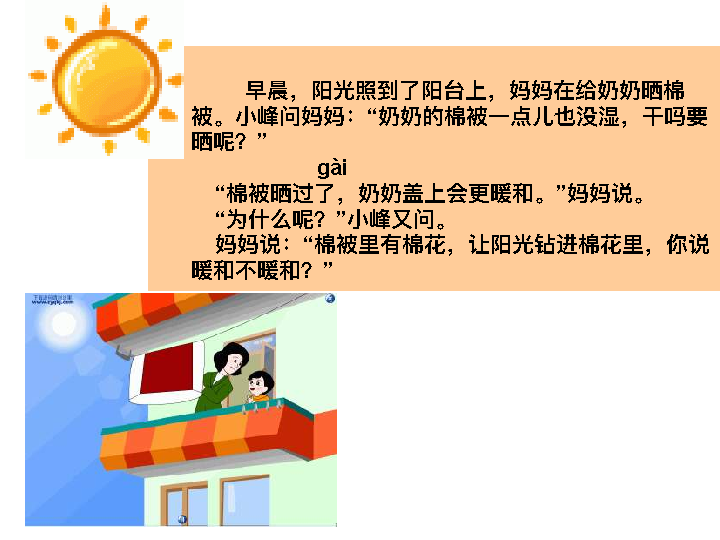 早晨，阳光照到了阳台上，妈妈在给奶奶晒棉
被。小峰问妈妈：“奶奶的棉被一点儿也没湿，干吗要
晒呢？”
gài
“棉被晒过了，奶奶盖上会更暖和。”妈妈说。
“为什么呢？”小峰又问。
妈妈说：“棉被里有棉花，让阳光钻进棉花里，你说
暖和不暖和？”